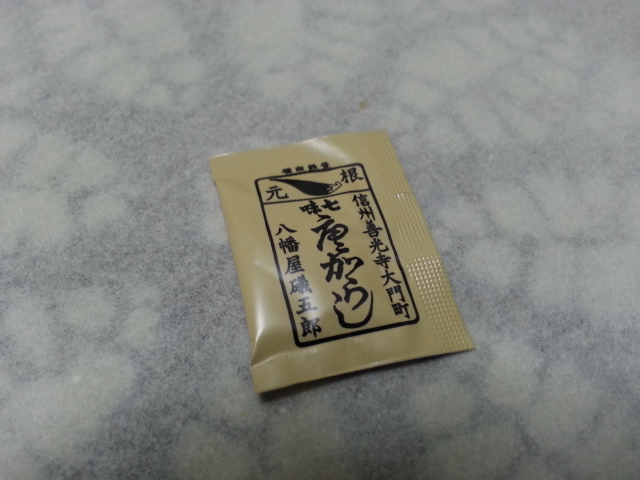 根元
信州善光寺大門町
七味
唐がらし
八幡屋礒五郎